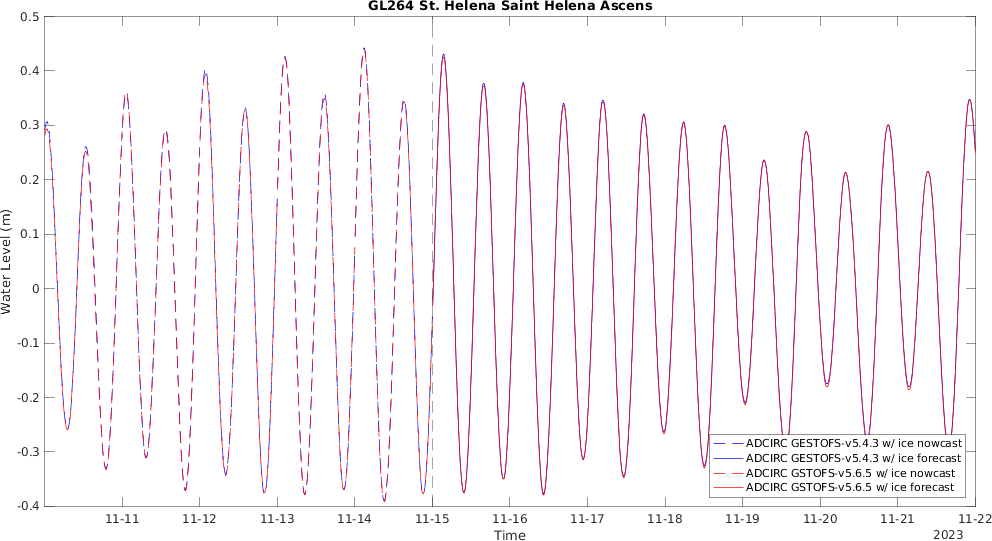 GL264 St. Helena Saint Helena Ascens
0.5
0.4
0.3
0.2
0.1
0
-0.1
-0.2
-0.3
-0.4
Water Level (m)
ADCIRC GESTOFS-v5.4.3 w/ ice nowcast
ADCIRC GESTOFS-v5.4.3 w/ ice forecast
ADCIRC GSTOFS-v5.6.5 w/ ice nowcast
ADCIRC GSTOFS-v5.6.5 w/ ice forecast
11-11 11-12 11-13 11-14 11-15 11-16 11-17 11-18 11-19 11-20 11-21 11-22
Time
2023